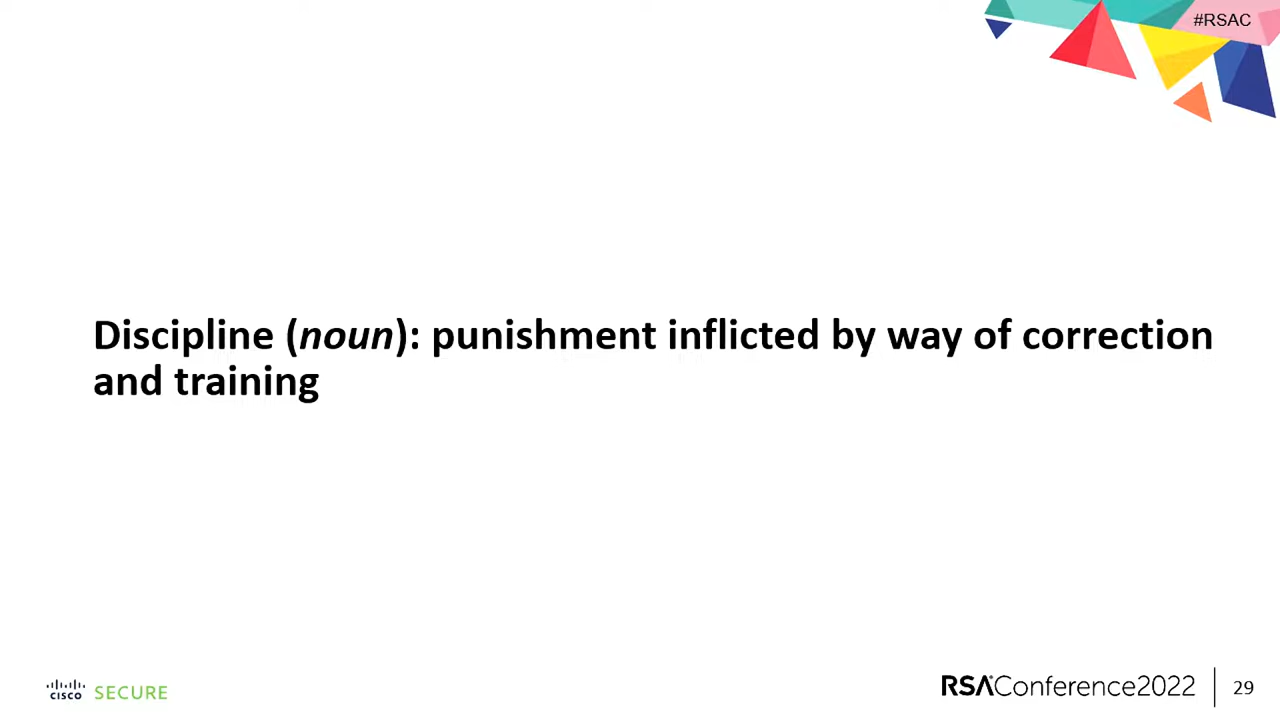 #RSAC
Discipline (noun): punishment inflicted by way of correction
and training
CISCO SECURE
RSAConference2022 29